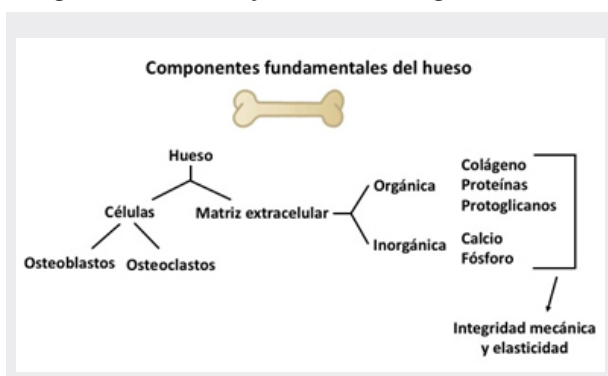 Componentes fundamentales del hueso
Hueso
Células
Matriz extracelular
Osteoblastos
Osteoclastos
Orgánica
Inorgánica
Colágeno
Proteínas
Protoglicanos
Calcio
Fósforo
Integridad mecánica
y elasticidad